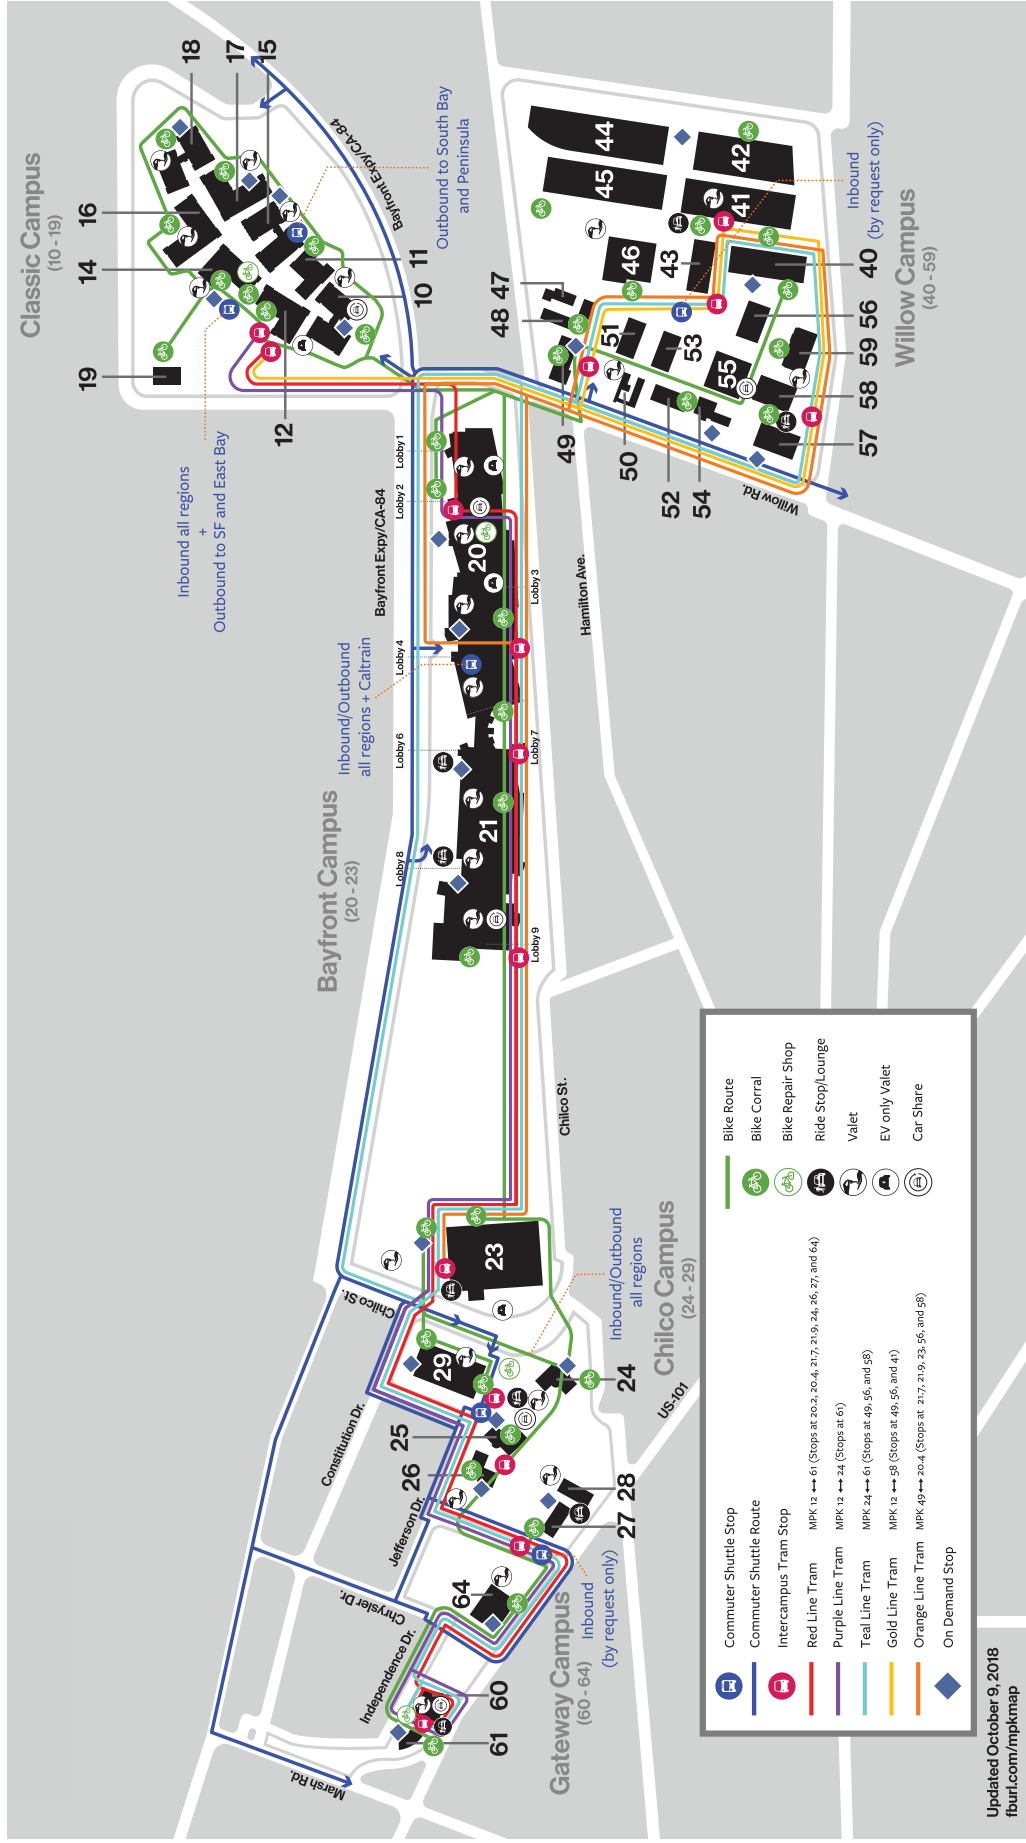 Classic Campus
(10 - 19)
18
17
15
16
14
19
12
11
10
Bayfront Expy/CA-84
Outbound to South Bay
and Peninsula
Inbound all regions
+
Outbound to SF and East Bay
44
45
42
41
46
43
47
48
51
53
55
49
50
52
54
40
56
59
58
57
Inbound
(by request only)
Willow Campus
(40 - 59)
Willow Rd.
Hamilton Ave.
Bayfront Expy/CA-84
Lobby 1
Lobby 2
Lobby 3
Lobby 4
Lobby 6
Lobby 7
Lobby 8
Lobby 9
20
21
Inbound/Outbound
all regions + Caltrain
Bayfront Campus
(20 - 23)
Chilco St.
23
Chilco St.
Inbound/Outbound
all regions
Chilco Campus
(24 - 29)
29
24
25
26
28
27
US-101
Constitution Dr.
Jefferson Dr.
Chrysler Dr.
Independence Dr.
Marsh Rd.
64
60
61
Inbound
(by request only)
Gateway Campus
(60 - 64)
Commuter Shuttle Stop
Commuter Shuttle Route
Intercampus Tram Stop
Red Line Tram MPK 12 ↔ 61 (Stops at 20.2, 20.4, 21.7, 21.9, 24, 26, 27, and 64)
Purple Line Tram MPK 12 ↔ 24 (Stops at 61)
Teal Line Tram MPK 24 ↔ 61 (Stops at 49, 56, and 58)
Gold Line Tram MPK 12 ↔ 58 (Stops at 49, 56, and 41)
Orange Line Tram MPK 49 ↔ 20.4 (Stops at 21.7, 21.9, 23, 56, and 58)
On Demand Stop
Bike Route
Bike Corral
Bike Repair Shop
Ride Stop/Lounge
Valet
EV only Valet
Car Share
Updated October 9, 2018
fburl.com/mpkmap